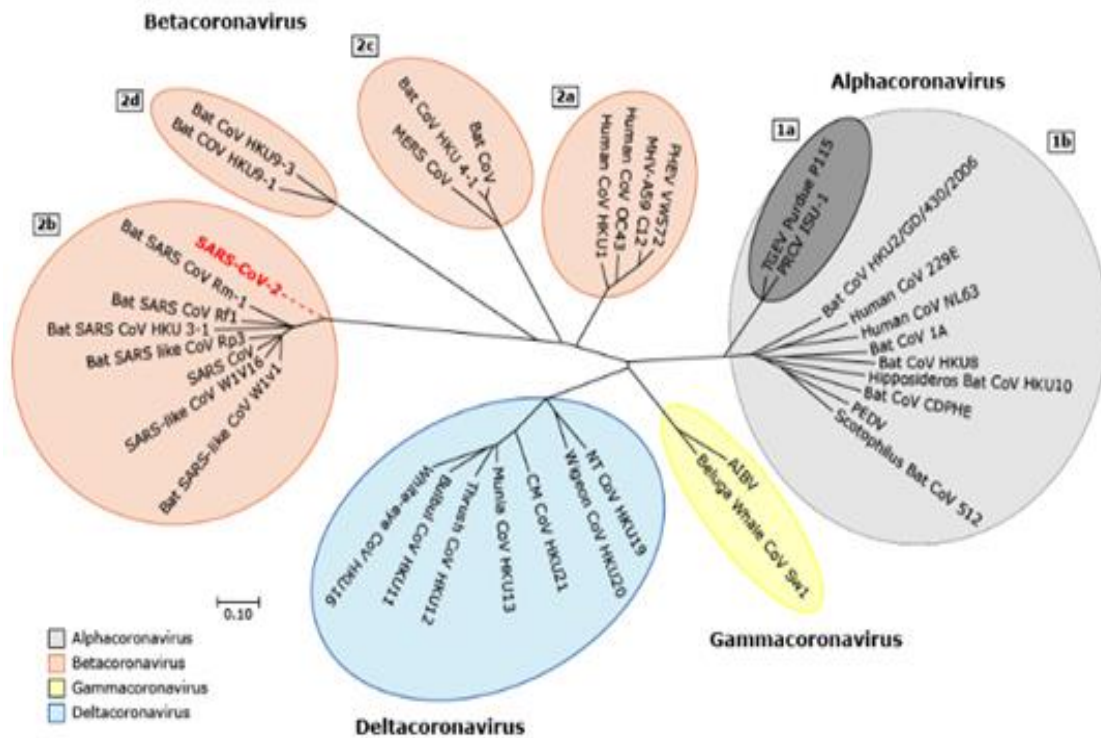 Betacoronavirus
2c
Bat CoV
Bat CoV HKU 4-1
MERS CoV
2a
PHEV VW572
MHV-A59 C12
Human CoV OC43
Human CoV HKU1
2d
Bat CoV HKU9-3
Bat COV HKU9-1
2b
SARS-CoV-2
Bat SARS CoV Rm-1
Bat SARS CoV Rf1
Bat SARS CoV HKU 3-1
Bat SARS like CoV Rp3
SARS CoV
SARS-like CoV W1V16
Bat SARS-like CoV W1v1
Alphacoronavirus
1a
TGEV Purdue P115
PRCV ISU-1
1b
Bat CoV HKU2/GD/430/2006
Human CoV 229E
Human CoV NL63
Bat CoV 1A
Bat CoV HKU8
Hipposideros Bat CoV HKU10
Bat CoV CDPHE
PEDV
Scotophilus Bat CoV 512
White-eye CoV HKU16
Bulbul CoV HKU11
Thrush CoV HKU12
Munia CoV HKU13
CM CoV HKU21
Wigeon CoV HKU20
NT CoV HKU19
Deltacoronavirus
AIBV
Beluga Whale CoV SW1
Gammacoronavirus
0.10
Alphacoronavirus
Betacoronavirus
Gammacoronavirus
Deltacoronavirus